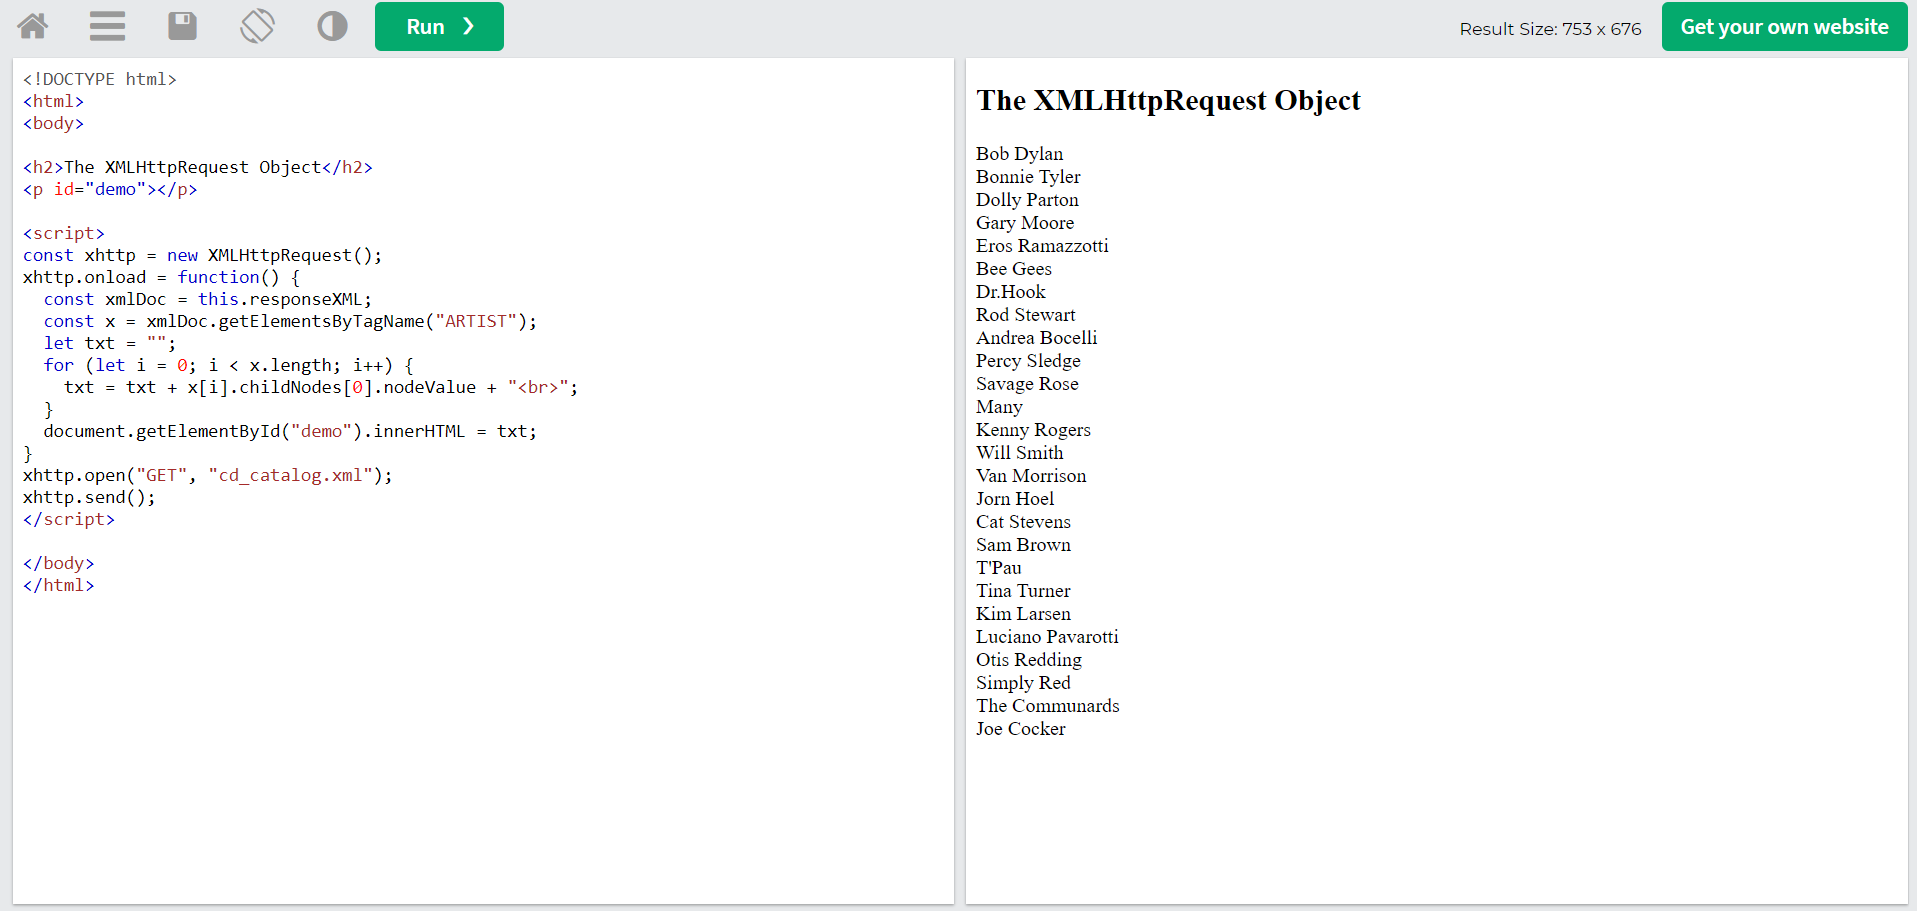 Run ❯
Result Size: 753 x 676
Get your own website
<!DOCTYPE html>
<html>
<body>

<h2>The XMLHttpRequest Object</h2>
<p id="demo"></p>

<script>
const xhttp = new XMLHttpRequest();
xhttp.onload = function() {
  const xmlDoc = this.responseXML;
  const x = xmlDoc.getElementsByTagName("ARTIST");
  let txt = "";
  for (let i = 0; i < x.length; i++) {
    txt = txt + x[i].childNodes[0].nodeValue + "<br>";
  }
  document.getElementById("demo").innerHTML = txt;
}
xhttp.open("GET", "cd_catalog.xml");
xhttp.send();
</script>

</body>
</html>
The XMLHttpRequest Object
Bob Dylan
Bonnie Tyler
Dolly Parton
Gary Moore
Eros Ramazzotti
Bee Gees
Dr.Hook
Rod Stewart
Andrea Bocelli
Percy Sledge
Savage Rose
Many
Kenny Rogers
Will Smith
Van Morrison
Jorn Hoel
Cat Stevens
Sam Brown
T'Pau
Tina Turner
Kim Larsen
Luciano Pavarotti
Otis Redding
Simply Red
The Communards
Joe Cocker